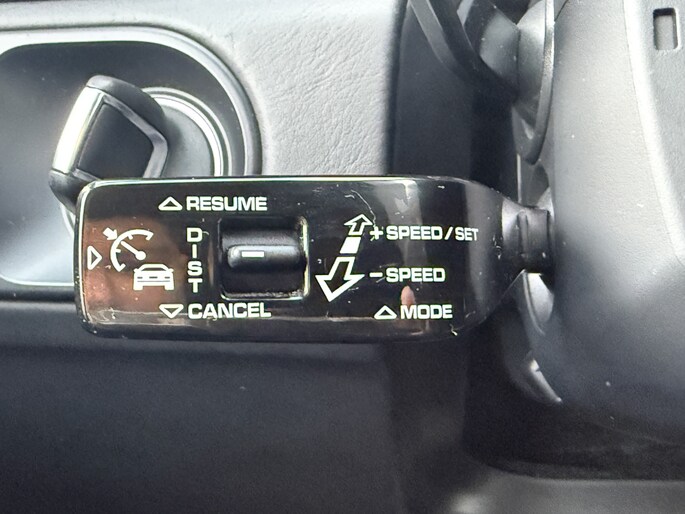 RESUME
DIST
+ SPEED / SET
- SPEED
CANCEL
MODE